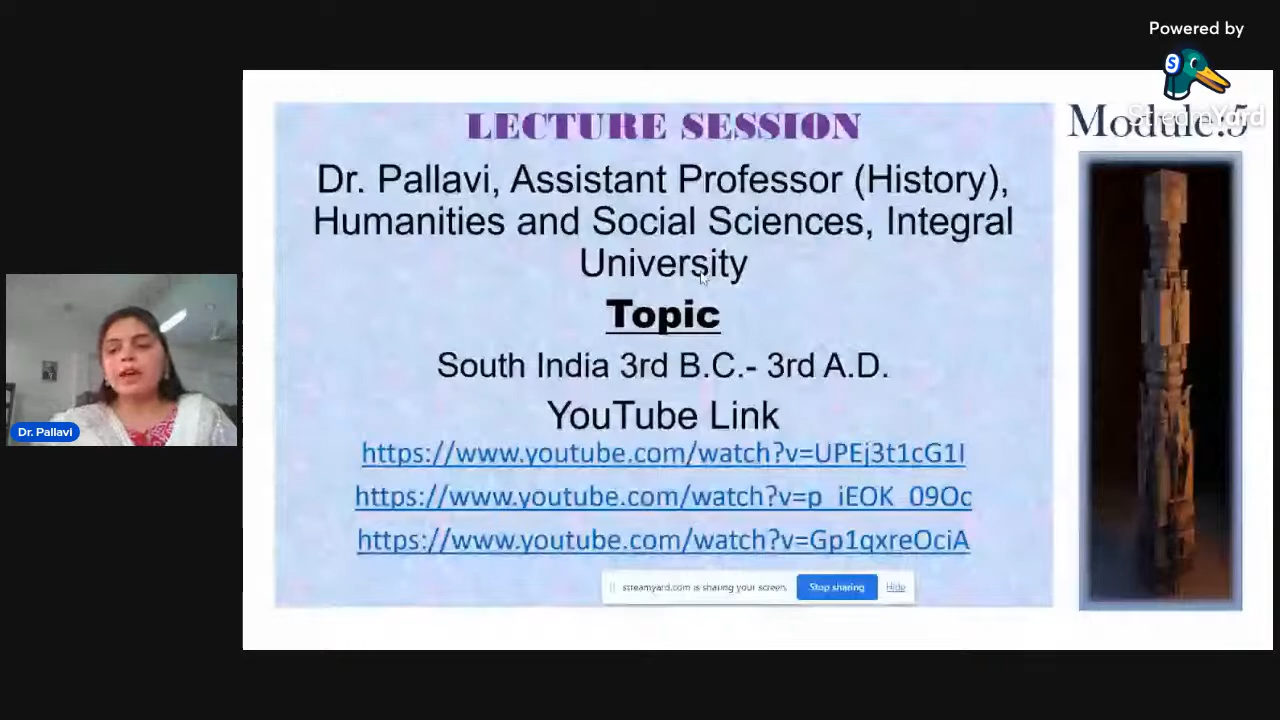 Powered by
StreamYard
LECTURE SESSION
Module:5
Dr. Pallavi, Assistant Professor (History),
Humanities and Social Sciences, Integral
University
Topic
South India 3rd B.C.- 3rd A.D.
YouTube Link
https://www.youtube.com/watch?v=UPEj3t1cG1I
https://www.youtube.com/watch?v=p_iEOK_09Oc
https://www.youtube.com/watch?v=Gp1qxreOciA
streamyard.com is sharing your screen. Stop sharing Hide
Dr. Pallavi